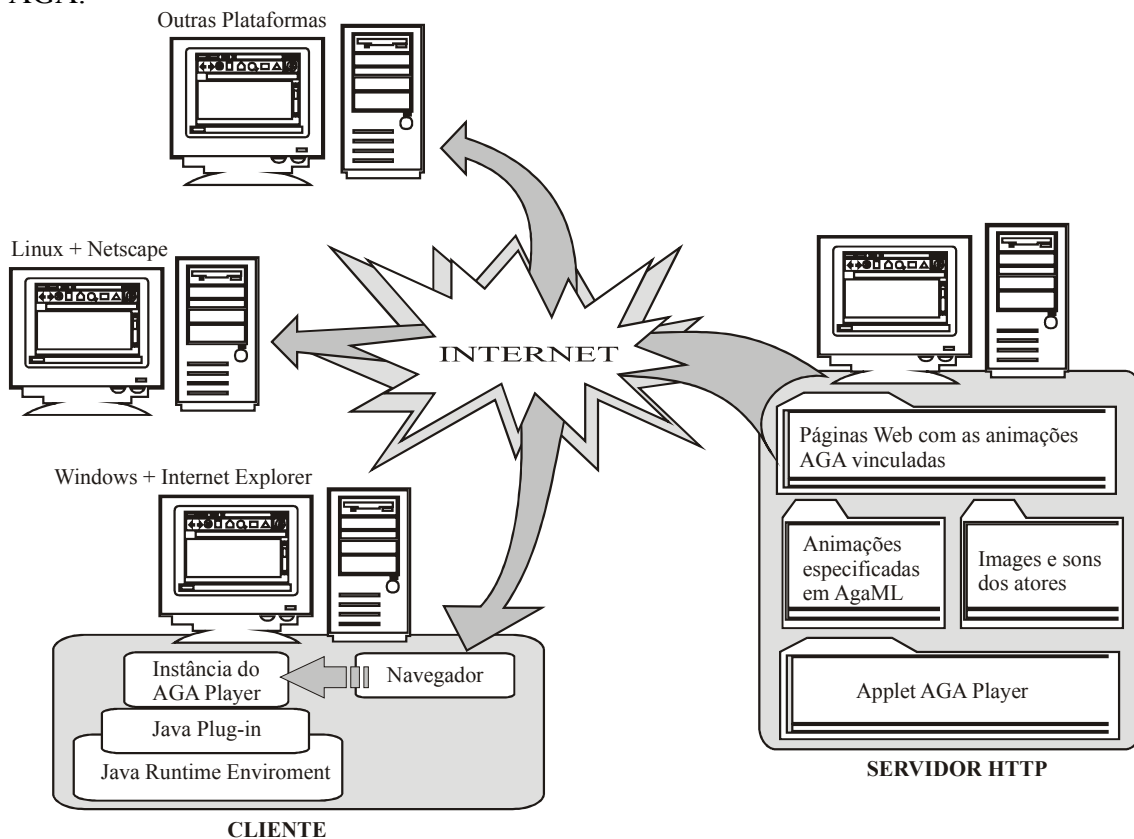 AGA.
Outras Plataformas
Linux + Netscape
INTERNET
Páginas Web com as animações
AGA vinculadas
Windows + Internet Explorer
Animações
especificadas
em AgaML
Images e sons
dos atores
Instância do
AGA Player
Navegador
Applet AGA Player
Java Plug-in
Java Runtime Enviroment
SERVIDOR HTTP
CLIENTE